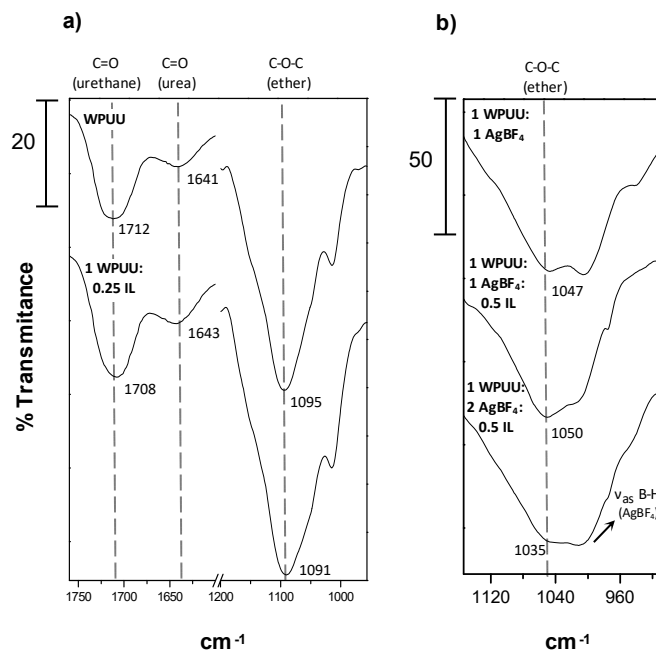 a)
C=O
(urethane)
C=O
(urea)
C-O-C
(ether)
20
WPUU
1641
1712
1 WPUU:
0.25 IL
1643
1708
1095
1091
% Transmitance
1750
1700
1650
1200
1100
1000
cm-1
b)
C-O-C
(ether)
50
1 WPUU:
1 AgBF4
1047
1 WPUU:
1 AgBF4:
0.5 IL
1050
1 WPUU:
2 AgBF4:
0.5 IL
νas B-H
(AgBF4)
1035
1120
1040
960
cm-1